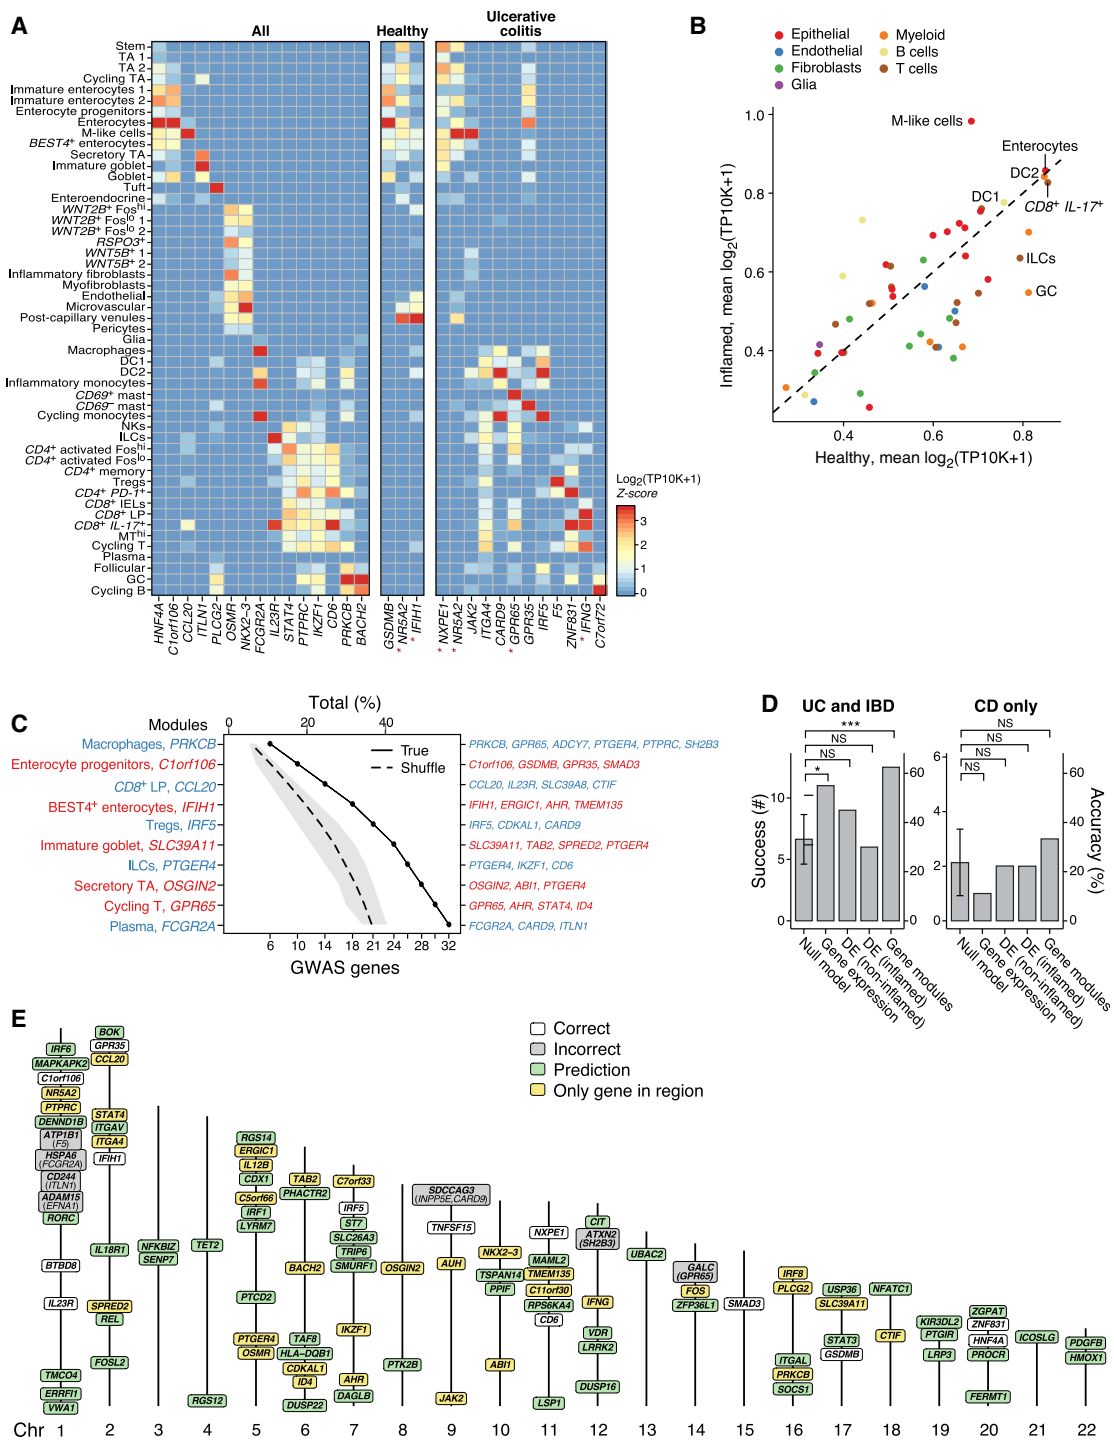 A
All
Healthy
Ulcerative
colitis
Stem
TA 1
TA 2
Cycling TA
Immature enterocytes 1
Immature enterocytes 2
Enterocyte progenitors
Enterocytes
M-like cells
BEST4+ enterocytes
Secretory TA
Immature goblet
Goblet
Tuft
Enteroendocrine
WNT2B+ Foshi
WNT2B+ Foslo 1
WNT2B+ Foslo 2
RSPO3+
WNT5B+ 1
WNT5B+ 2
Inflammatory fibroblasts
Myofibroblasts
Endothelial
Microvascular
Post-capillary venules
Pericytes
Glia
Macrophages
DC1
DC2
Inflammatory monocytes
CD69+ mast
CD69− mast
Cycling monocytes
NKs
ILCs
CD4+ activated Foshi
CD4+ activated Foslo
CD4+ memory
Tregs
CD4+ PD-1+
CD8+ IELs
CD8+ LP
CD8+ IL-17+
MThi
Cycling T
Plasma
Follicular
GC
Cycling B
HNF4A
C1orf106
CCL20
ITLN1
PLCG2
OSMR
NKX2-3
FCGR2A
IL23R
STAT4
PTPRC
IKZF1
CD6
PRKCB
BACH2
GSDMB
* NR5A2
* IFIH1
* NXPE1
* NR5A2
JAK2
ITGA4
CARD9
* GPR65
GPR35
IRF5
F5
ZNF831
* IFNG
C7orf72
Log2(TP10K+1)
Z-score
3
2
1
0
B
Epithelial
Endothelial
Fibroblasts
Glia
Myeloid
B cells
T cells
Inflamed, mean log2(TP10K+1)
1.0
0.8
0.6
0.4
M-like cells
Enterocytes
DC2
DC1
CD8+ IL-17+
ILCs
GC
0.4
0.6
0.8
Healthy, mean log2(TP10K+1)
C
Total (%)
Modules
0
20
40
True
Shuffle
Macrophages, PRKCB
PRKCB, GPR65, ADCY7, PTGER4, PTPRC, SH2B3
Enterocyte progenitors, C1orf106
C1orf106, GSDMB, GPR35, SMAD3
CD8+ LP, CCL20
CCL20, IL23R, SLC39A8, CTIF
BEST4+ enterocytes, IFIH1
IFIH1, ERGIC1, AHR, TMEM135
Tregs, IRF5
IRF5, CDKAL1, CARD9
Immature goblet, SLC39A11
SLC39A11, TAB2, SPRED2, PTGER4
ILCs, PTGER4
PTGER4, IKZF1, CD6
Secretory TA, OSGIN2
OSGIN2, ABI1, PTGER4
Cycling T, GPR65
GPR65, AHR, STAT4, ID4
Plasma, FCGR2A
FCGR2A, CARD9, ITLN1
6
10
14
18
21
24
28
32
GWAS genes
D
UC and IBD
CD only
***
NS
NS
*
NS
NS
NS
Success (#)
10
5
0
60
40
20
0
6
4
2
0
60
40
20
0
Accuracy (%)
Null model
Gene expression
DE (non-inflamed)
DE (inflamed)
Gene modules
Null model
Gene expression
DE (non-inflamed)
DE (inflamed)
Gene modules
E
Correct
Incorrect
Prediction
Only gene in region
IRF6
MAPKAPK2
C1orf106
NR5A2
PTPRC
DENND1B
ATP1B1
(F5)
HSPA6
(FCGR2A)
CD244
(ITLN1)
ADAM15
(EFNA1)
RORC
BTBD8
IL23R
TMCO4
ERRFI1
VWA1
BOK
GPR35
CCL20
STAT4
ITGAV
ITGA4
IFIH1
IL18R1
SPRED2
REL
FOSL2
NFKBIZ
SENP7
TET2
RGS12
RGS14
ERGIC1
IL12B
CDX1
C5orf66
IRF1
LYRM7
PTCD2
PTGER4
OSMR
TAB2
PHACTR2
BACH2
TAF8
HLA−DQB1
CDKAL1
ID4
DUSP22
C7orf33
IRF5
ST7
SLC26A3
TRIP6
SMURF1
IKZF1
AHR
DAGLB
OSGIN2
PTK2B
SDCCAG3
(INPP5E,CARD9)
TNFSF15
AUH
JAK2
NKX2−3
TSPAN14
PPIF
ABI1
NXPE1
MAML2
TMEM135
C11orf30
RPS6KA4
CD6
LSP1
CIT
ATXN2
(SH2B3)
IFNG
VDR
LRRK2
DUSP16
UBAC2
GALC
(GPR65)
FOS
ZFP36L1
SMAD3
IRF8
PLCG2
ITGAL
PRKCB
SOCS1
USP36
SLC39A11
STAT3
GSDMB
NFATC1
CTIF
KIR3DL2
PTGIR
LRP3
ZGPAT
ZNF831
HNF4A
PROCR
FERMT1
ICOSLG
PDGFB
HMOX1
Chr 1 2 3 4 5 6 7 8 9 10 11 12 13 14 15 16 17 18 19 20 21 22